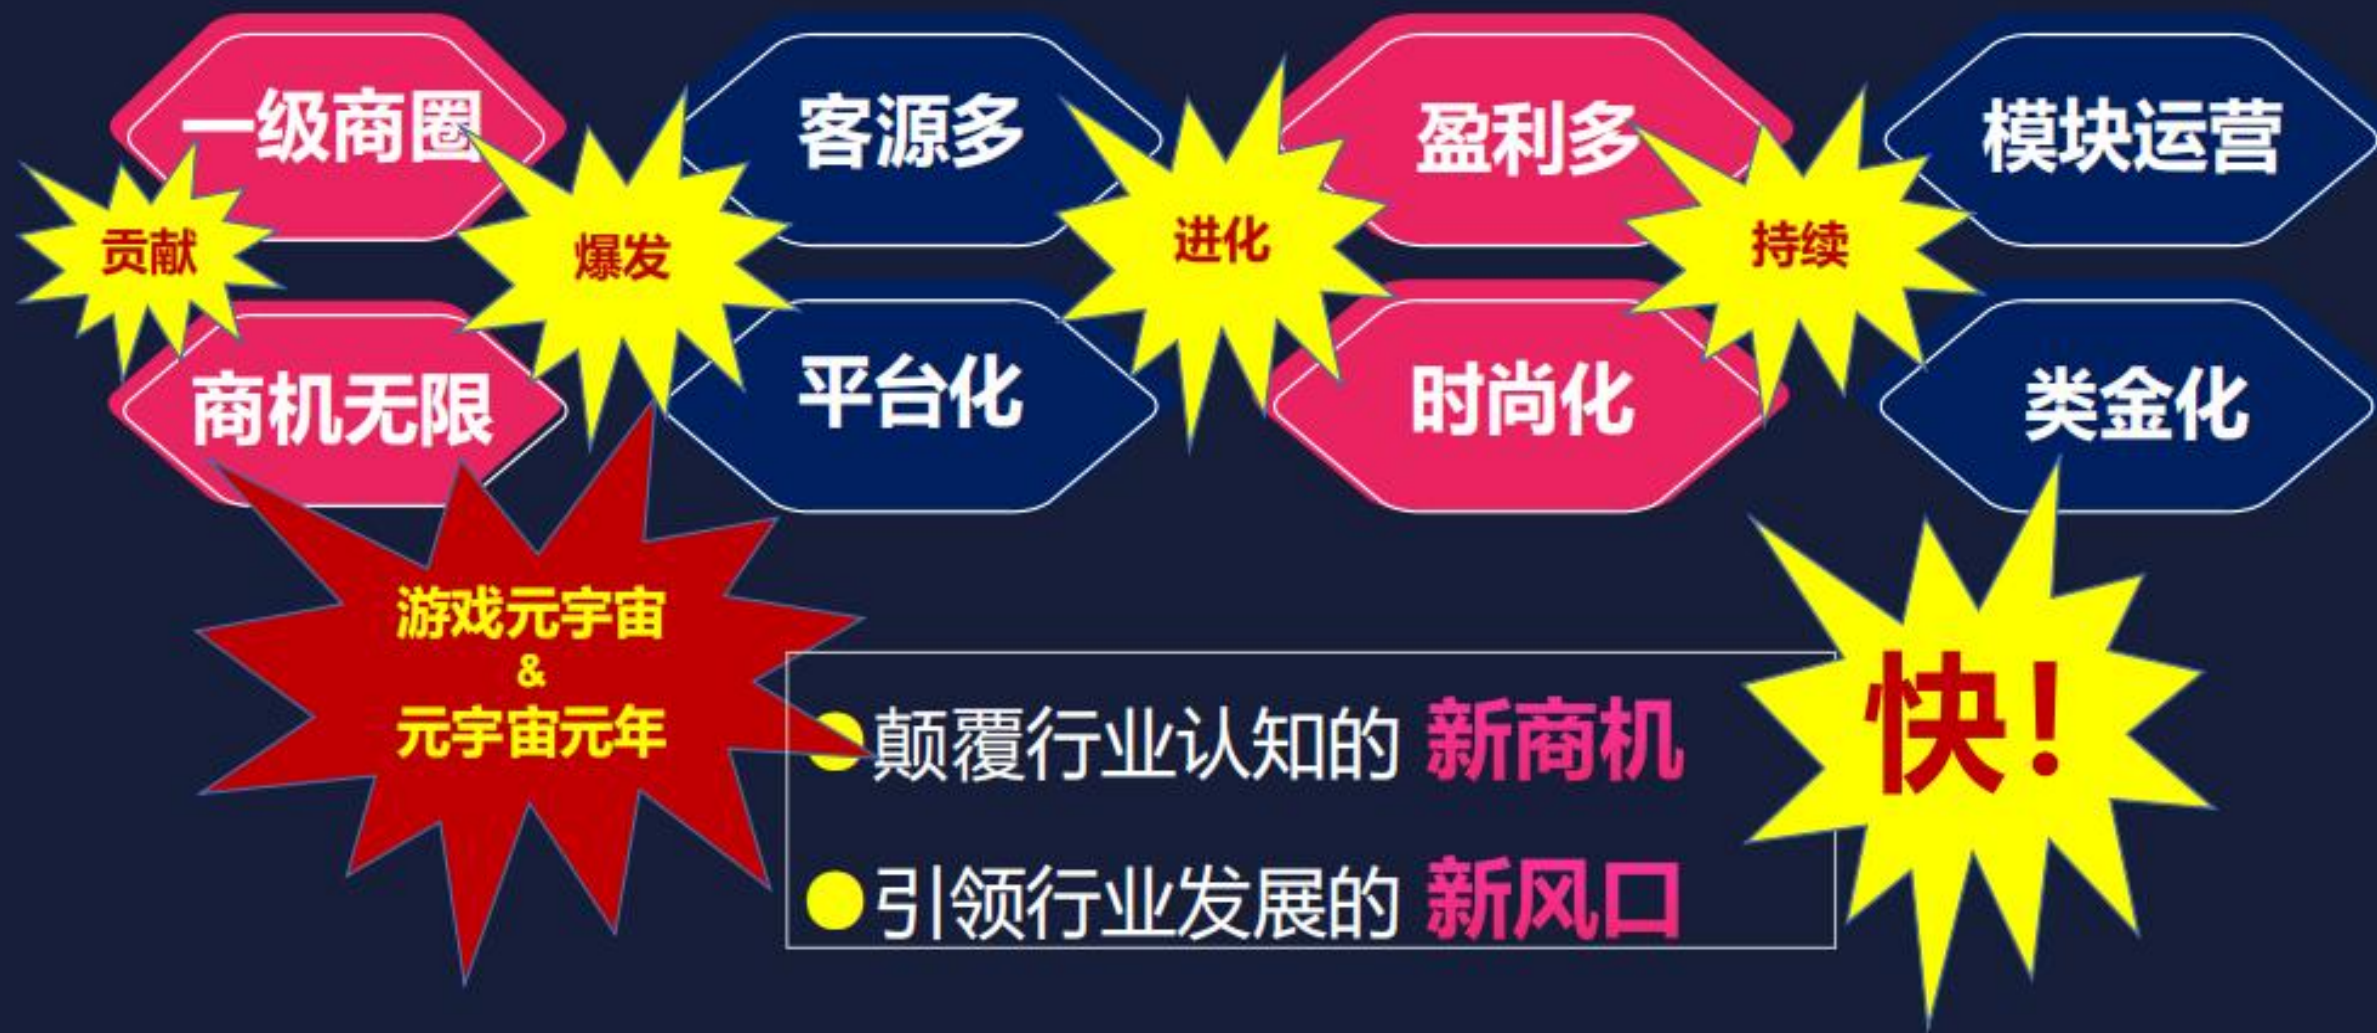 一级商圈
客源多
盈利多
模块运营
贡献
爆发
进化
持续
商机无限
平台化
时尚化
类金化
游戏元宇宙
&
元宇宙元年
颠覆行业认知的 新商机
引领行业发展的 新风口
快！